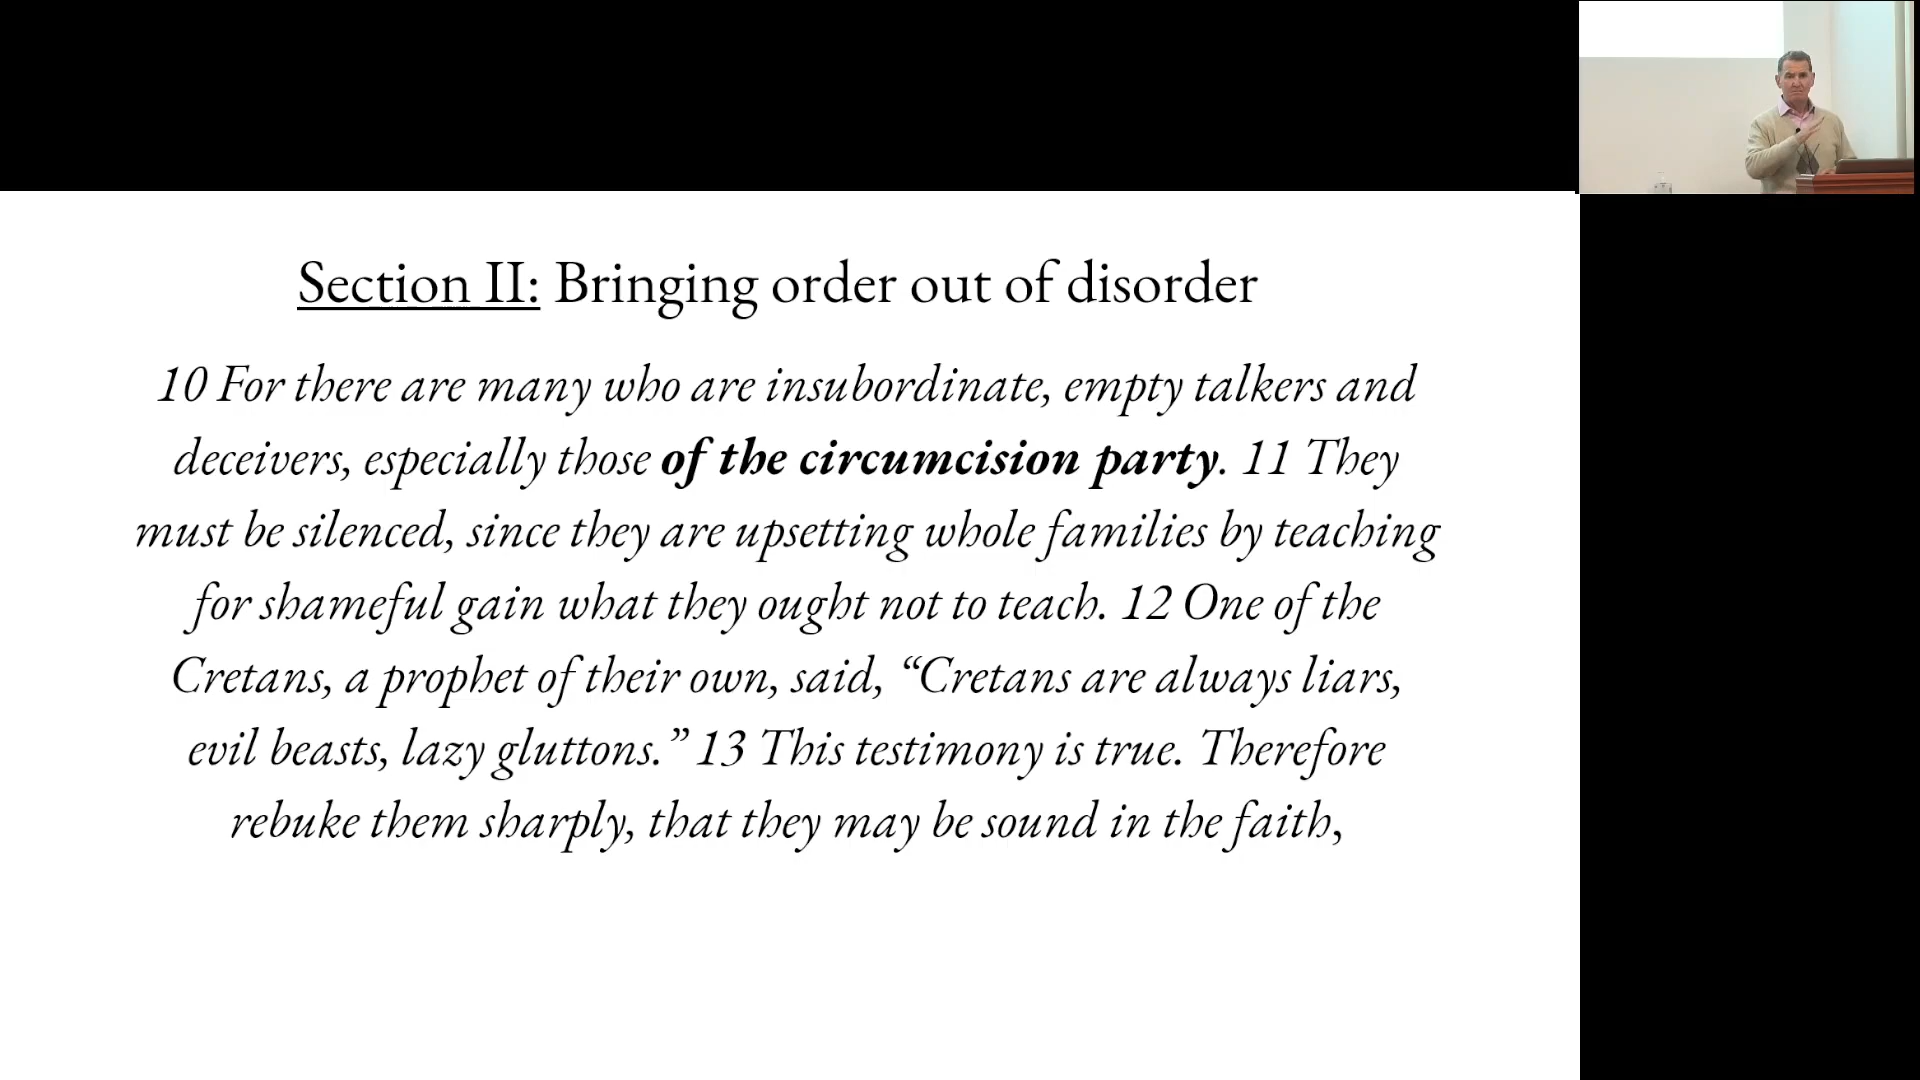 Section II: Bringing order out of disorder
10 For there are many who are insubordinate, empty talkers and
deceivers, especially those of the circumcision party. 11 They
must be silenced, since they are upsetting whole families by teaching
for shameful gain what they ought not to teach. 12 One of the
Cretans, a prophet of their own, said, “Cretans are always liars,
evil beasts, lazy gluttons.” 13 This testimony is true. Therefore
rebuke them sharply, that they may be sound in the faith,